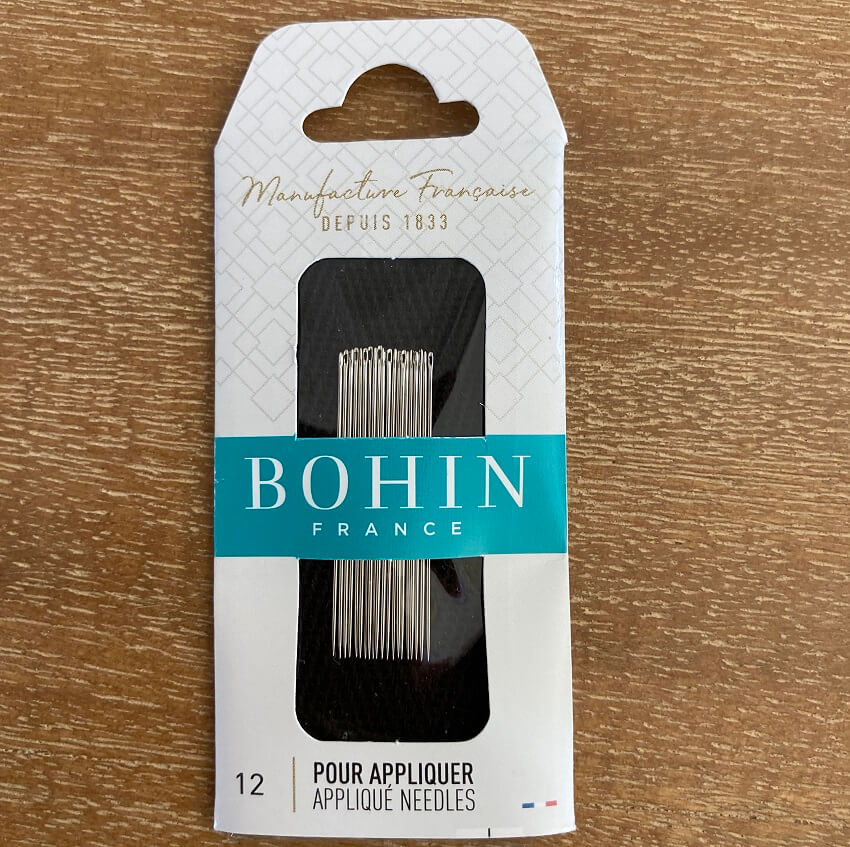 Manufacture Française
DEPUIS 1833
BOHIN
FRANCE
12
POUR APPLIQUER
APPLIQUÉ NEEDLES